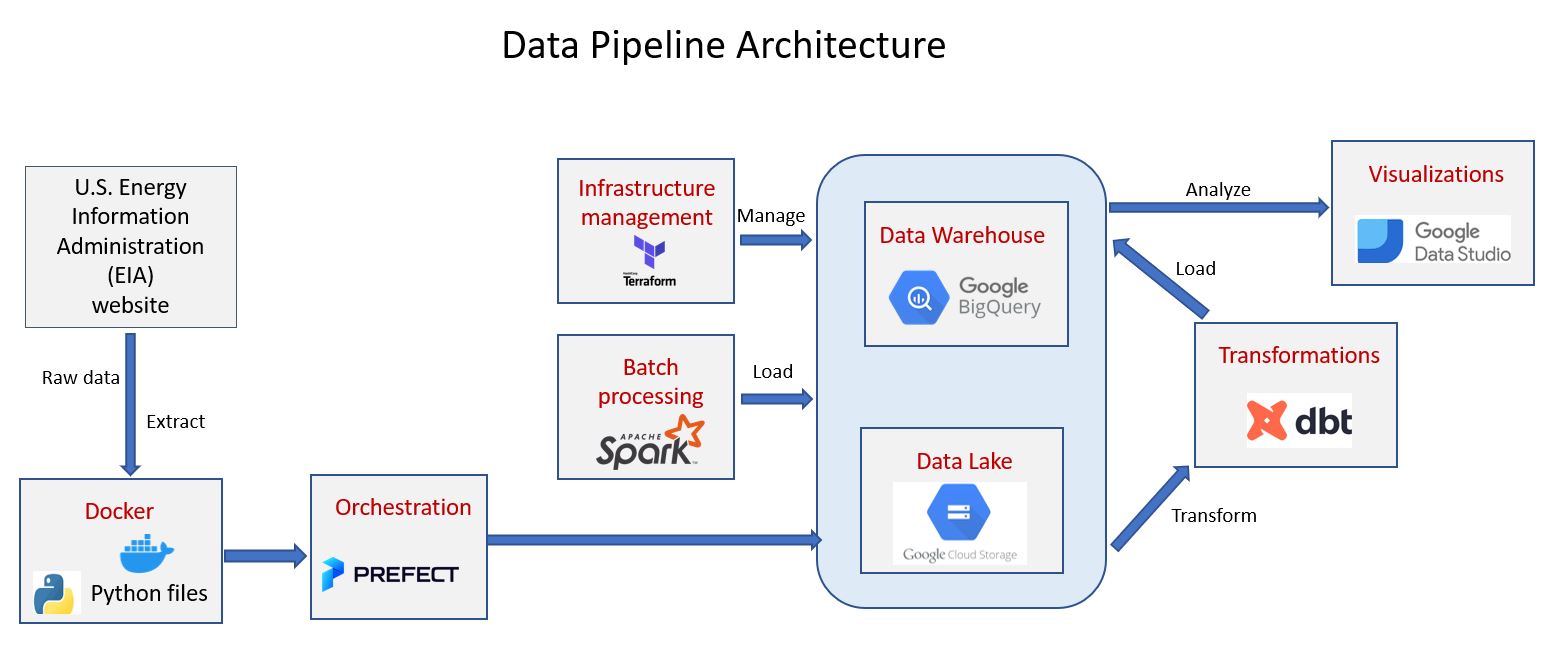 Data Pipeline Architecture
U.S. Energy
Information
Administration
(EIA)
website
Raw data
Extract
Docker
Python files
Orchestration
PREFECT
Infrastructure
management
HashiCorp
Terraform
Manage
Batch
processing
APACHE
Spark™
Load
Data Warehouse
Google
BigQuery
Data Lake
Google Cloud Storage
Analyze
Visualizations
Google
Data Studio
Load
Transformations
dbt
Transform